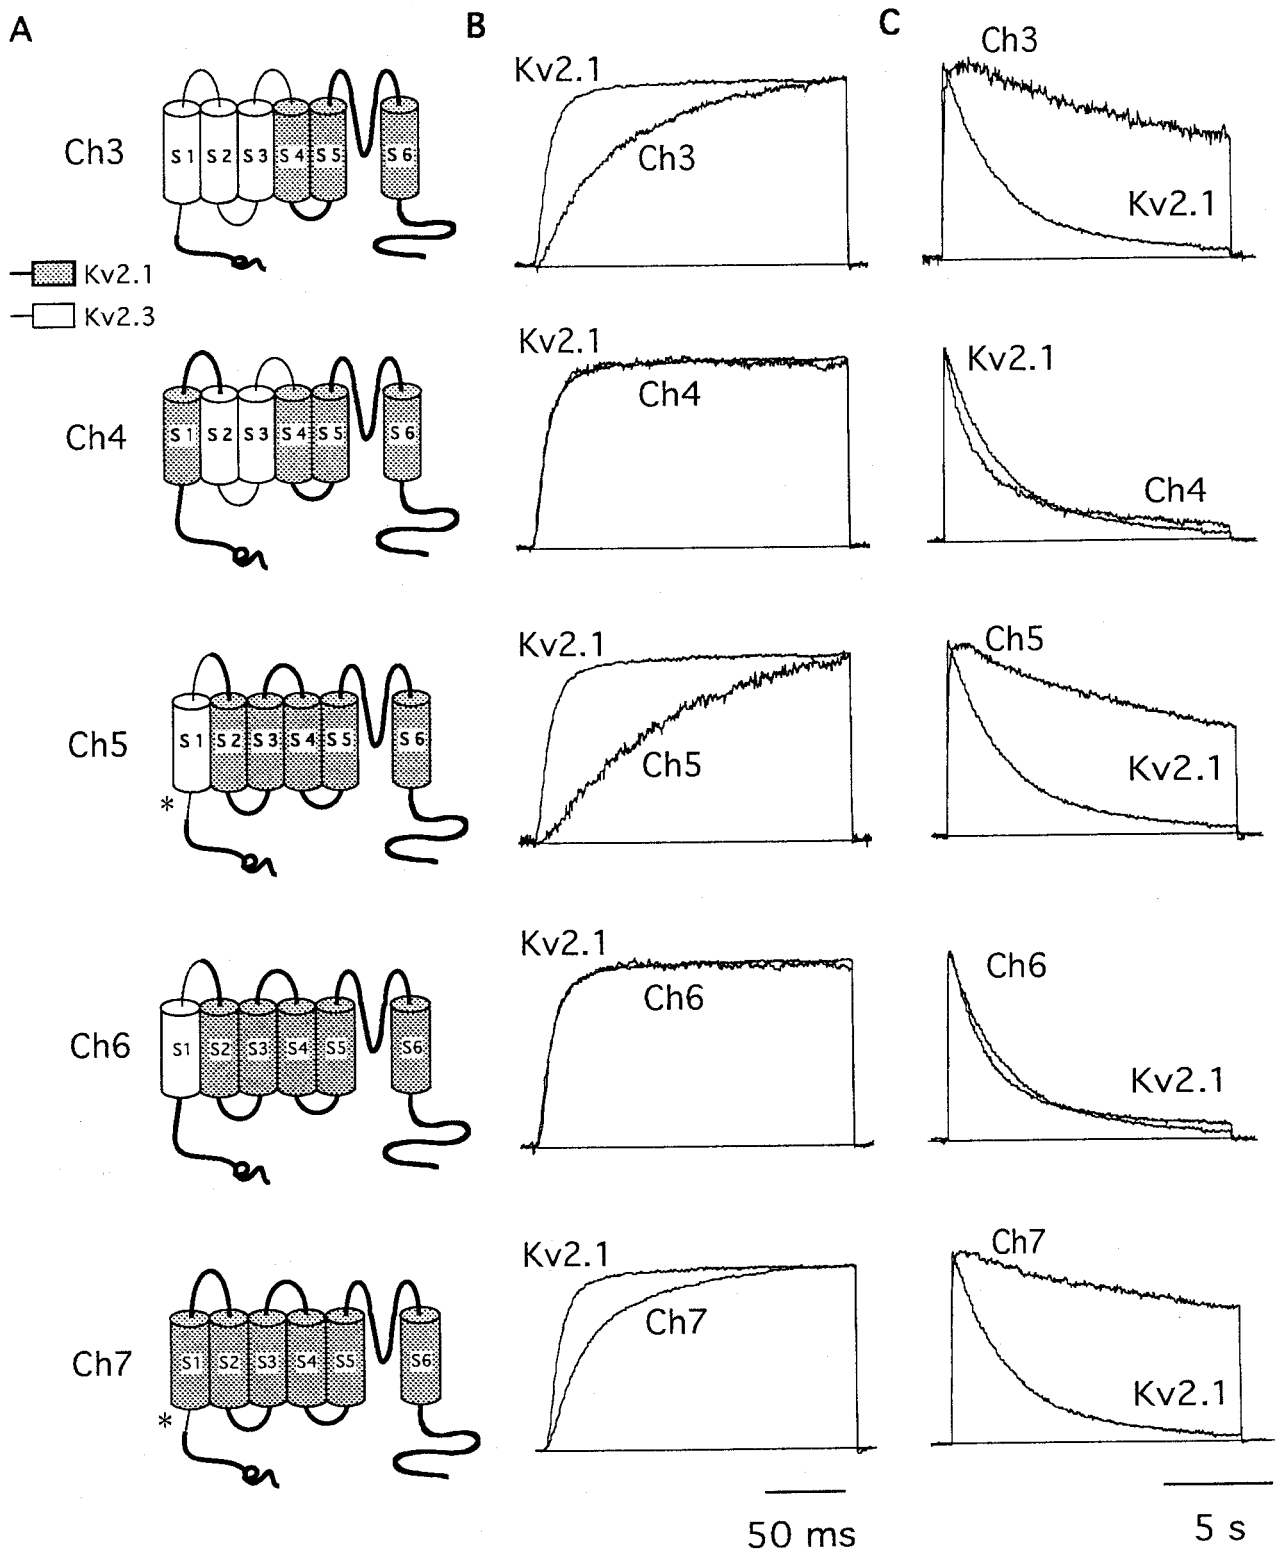 A B C
Ch3 S1 S2 S3 S4 S5 S6 Kv2.1 Ch3 Ch3 Kv2.1
Kv2.1
Kv2.3
Ch4 S1 S2 S3 S4 S5 S6 Kv2.1 Ch4 Kv2.1 Ch4
Ch5 S1 S2 S3 S4 S5 S6 * Kv2.1 Ch5 Ch5 Kv2.1
Ch6 S1 S2 S3 S4 S5 S6 Kv2.1 Ch6 Ch6 Kv2.1
Ch7 S1 S2 S3 S4 S5 S6 * Kv2.1 Ch7 Ch7 Kv2.1
50 ms 5 s